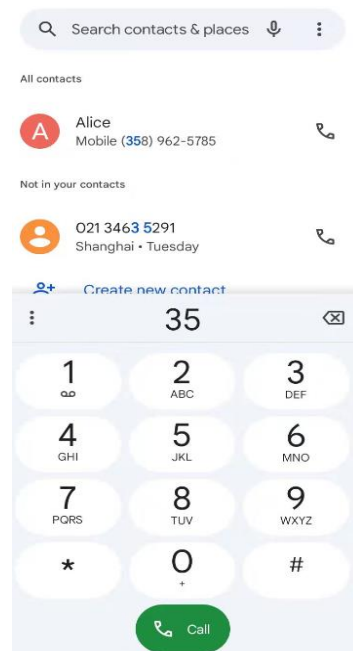 Search contacts & places
All contacts
A
Alice
Mobile (358) 962-5785
Not in your contacts
021 3463 5291
Shanghai • Tuesday
Create new contact
35
1 2 3
ABC DEF
4 5 6
GHI JKL MNO
7 8 9
PQRS TUV WXYZ
* 0 #
+
Call